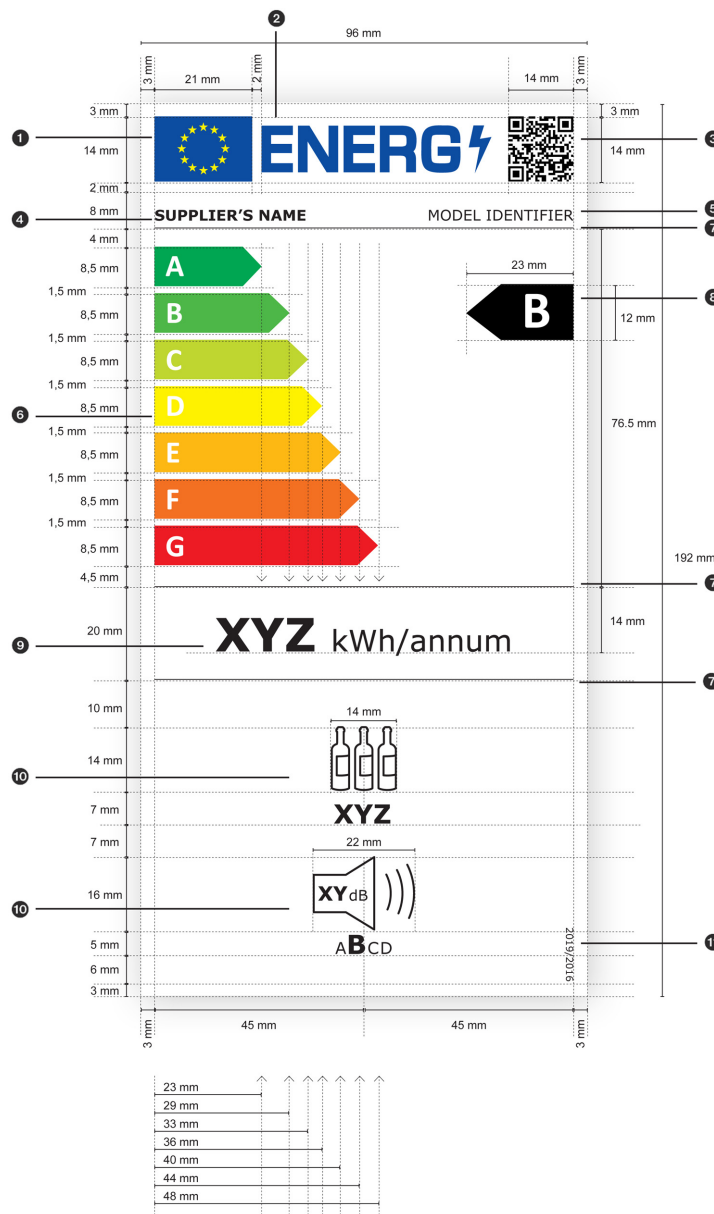 ❷
96 mm
3 mm
21 mm
2 mm
14 mm
3 mm
3 mm
3 mm
❶
ENERG
14 mm
14 mm
2 mm
8 mm
❹
SUPPLIER'S NAME
MODEL IDENTIFIER
4 mm
A
8,5 mm
23 mm
1,5 mm
B
8,5 mm
B
12 mm
1,5 mm
C
8,5 mm
1,5 mm
D
8,5 mm
❻
76.5 mm
1,5 mm
E
8,5 mm
1,5 mm
F
8,5 mm
1,5 mm
G
8,5 mm
192 mm
4,5 mm
20 mm
14 mm
❾
XYZ kWh/annum
10 mm
14 mm
14 mm
❿
7 mm
XYZ
7 mm
22 mm
16 mm
XY dB
❿
5 mm
ABCD
2019/2016
6 mm
3 mm
3 mm
45 mm
45 mm
3 mm
23 mm
29 mm
33 mm
36 mm
40 mm
44 mm
48 mm